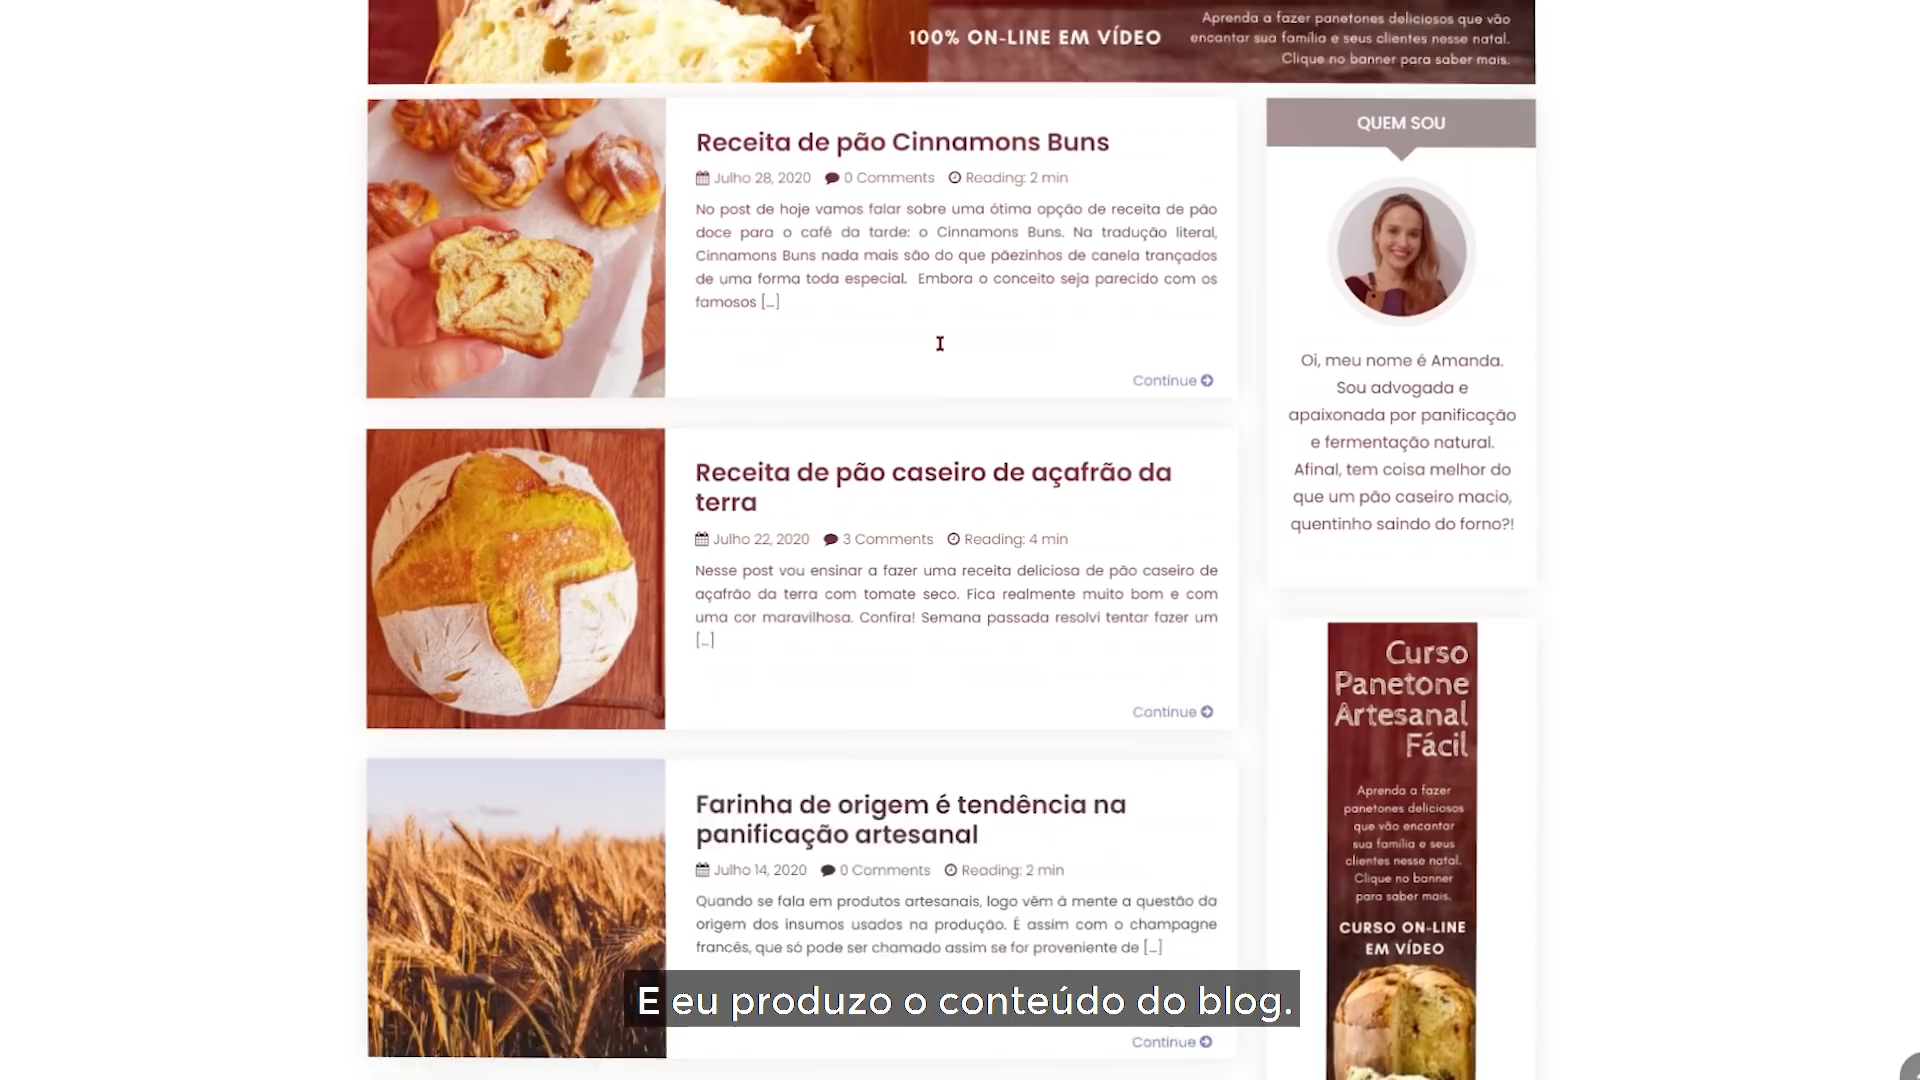 100% ON-LINE EM VÍDEO
Aprenda a fazer panetones deliciosos que vão
encantar sua família e seus clientes nesse natal.
Clique no banner para saber mais.
Receita de pão Cinnamons Buns
Julho 28, 2020 0 Comments Reading: 2 min
No post de hoje vamos falar sobre uma ótima opção de receita de pão
doce para o café da tarde: o Cinnamons Buns. Na tradução literal,
Cinnamons Buns nada mais são do que pãezinhos de canela trançados
de uma forma toda especial. Embora o conceito seja parecido com os
famosos [...]
Continue
Receita de pão caseiro de açafrão da
terra
Julho 22, 2020 3 Comments Reading: 4 min
Nesse post vou ensinar a fazer uma receita deliciosa de pão caseiro de
açafrão da terra com tomate seco. Fica realmente muito bom e com
uma cor maravilhosa. Confira! Semana passada resolvi tentar fazer um
[...]
Continue
Farinha de origem é tendência na
panificação artesanal
Julho 14, 2020 0 Comments Reading: 2 min
Quando se fala em produtos artesanais, logo vêm à mente a questão da
origem dos insumos usados na produção. É assim com o champagne
francês, que só pode ser chamado assim se for proveniente de [...]
Continue
QUEM SOU
Oi, meu nome é Amanda.
Sou advogada e
apaixonada por panificação
e fermentação natural.
Afinal, tem coisa melhor do
que um pão caseiro macio,
quentinho saindo do forno?!
Curso
Panetone
Artesanal
Fácil
Aprenda a fazer
panetones deliciosos
que vão encantar
sua família e seus
clientes nesse natal.
Clique no banner
para saber mais.
CURSO ON-LINE
EM VÍDEO
E eu produzo o conteúdo do blog.